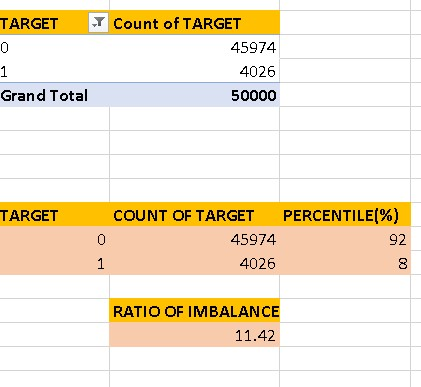 TARGET Count of TARGET
0 45974
1 4026
Grand Total 50000
TARGET COUNT OF TARGET PERCENTILE(%)
0 45974 92
1 4026 8
RATIO OF IMBALANCE
11.42